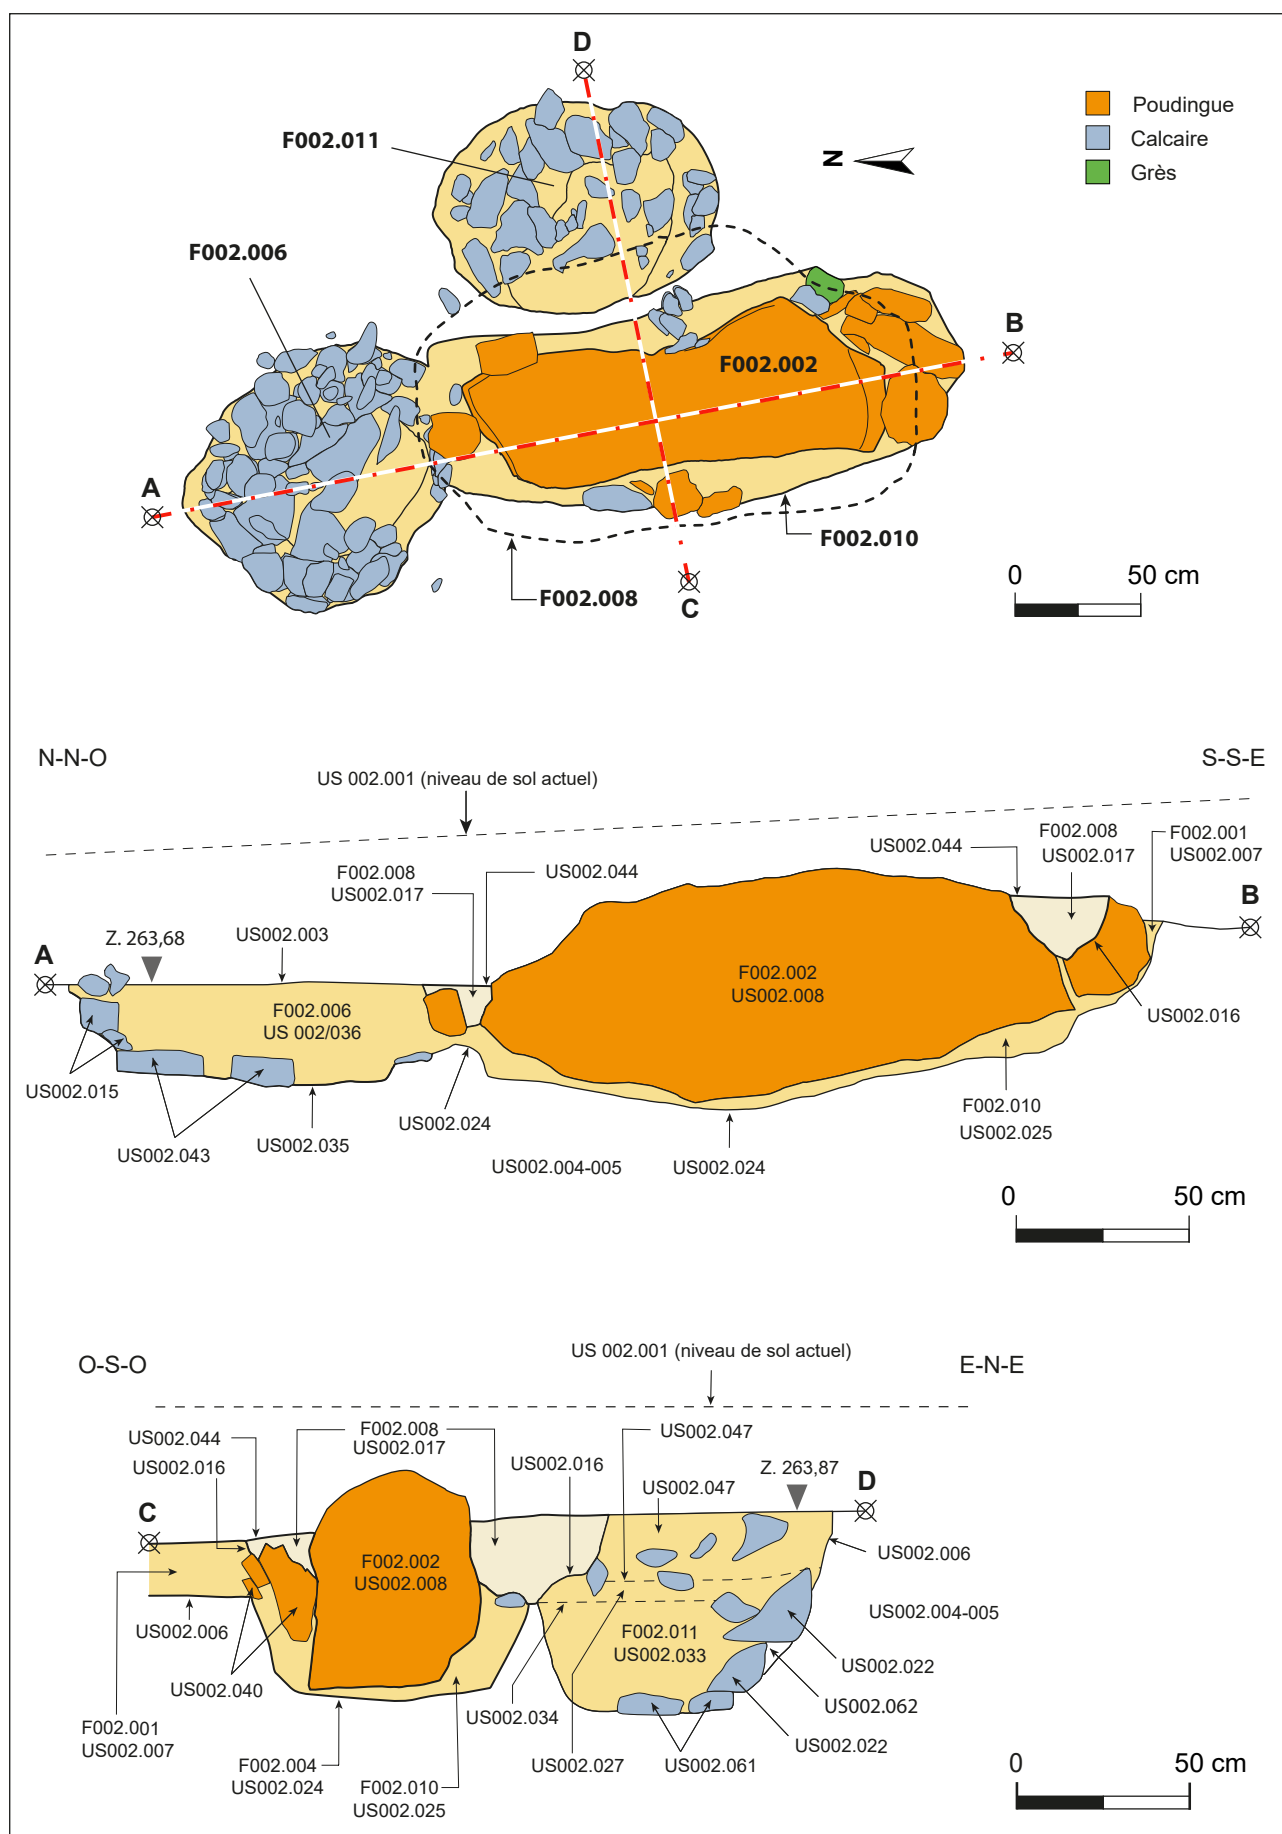 D
F002.011
N
Poudingue
Calcaire
Grès
F002.006
B
F002.002
A
F002.010
F002.008
C
0 50 cm
N-N-O
S-S-E
US 002.001 (niveau de sol actuel)
F002.008
US002.017
US002.044
US002.044
F002.008
US002.017
F002.001
US002.007
A
Z. 263,68
US002.003
B
F002.006
US 002/036
F002.002
US002.008
US002.016
US002.015
US002.043
US002.035
US002.024
US002.004-005
US002.024
F002.010
US002.025
0 50 cm
O-S-O
E-N-E
US 002.001 (niveau de sol actuel)
US002.044
US002.016
F002.008
US002.017
US002.016
US002.047
US002.047
Z. 263,87
C
D
F002.002
US002.008
US002.006
US002.004-005
US002.006
F002.011
US002.033
US002.022
US002.040
US002.034
US002.062
F002.001
US002.007
US002.022
F002.004
US002.024
F002.010
US002.025
US002.027
US002.061
0 50 cm